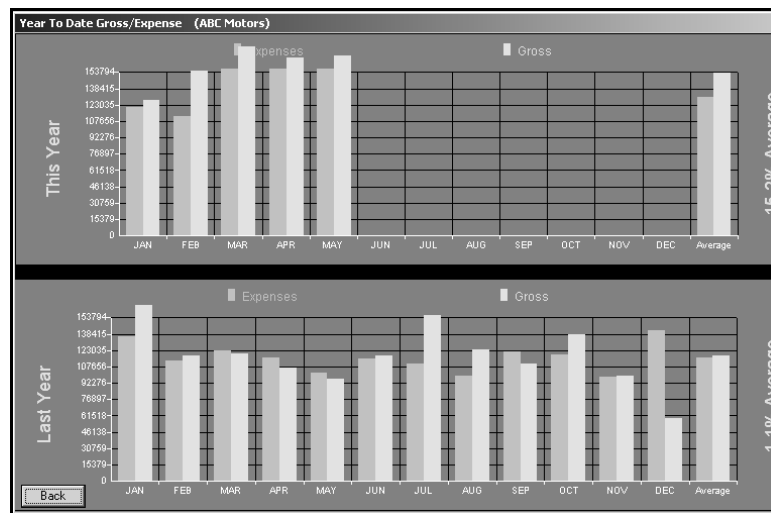 Year To Date Gross/Expense (ABC Motors)
Expenses Gross
This Year
153794
138415
123035
107656
92276
76897
61518
46138
30759
15379
0
JAN FEB MAR APR MAY JUN JUL AUG SEP OCT NOV DEC Average
15.2% Average
Expenses Gross
Last Year
153794
138415
123035
107656
92276
76897
61518
46138
30759
15379
0
JAN FEB MAR APR MAY JUN JUL AUG SEP OCT NOV DEC Average
1.1% Average
Back